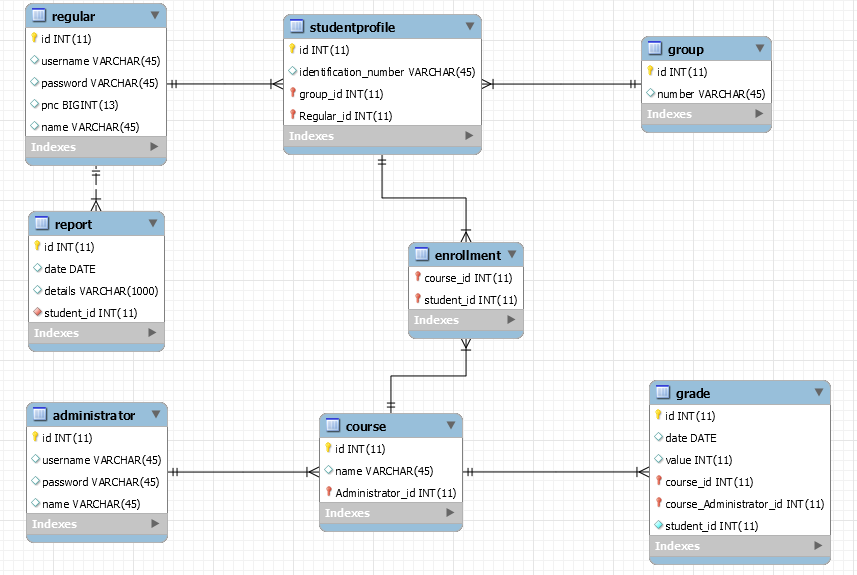 regular
id INT(11)
username VARCHAR(45)
password VARCHAR(45)
pnc BIGINT(13)
name VARCHAR(45)
Indexes
studentprofile
id INT(11)
identification_number VARCHAR(45)
group_id INT(11)
Regular_id INT(11)
Indexes
group
id INT(11)
number VARCHAR(45)
Indexes
report
id INT(11)
date DATE
details VARCHAR(1000)
student_id INT(11)
Indexes
enrollment
course_id INT(11)
student_id INT(11)
Indexes
administrator
id INT(11)
username VARCHAR(45)
password VARCHAR(45)
name VARCHAR(45)
Indexes
course
id INT(11)
name VARCHAR(45)
Administrator_id INT(11)
Indexes
grade
id INT(11)
date DATE
value INT(11)
course_id INT(11)
course_Administrator_id INT(11)
student_id INT(11)
Indexes